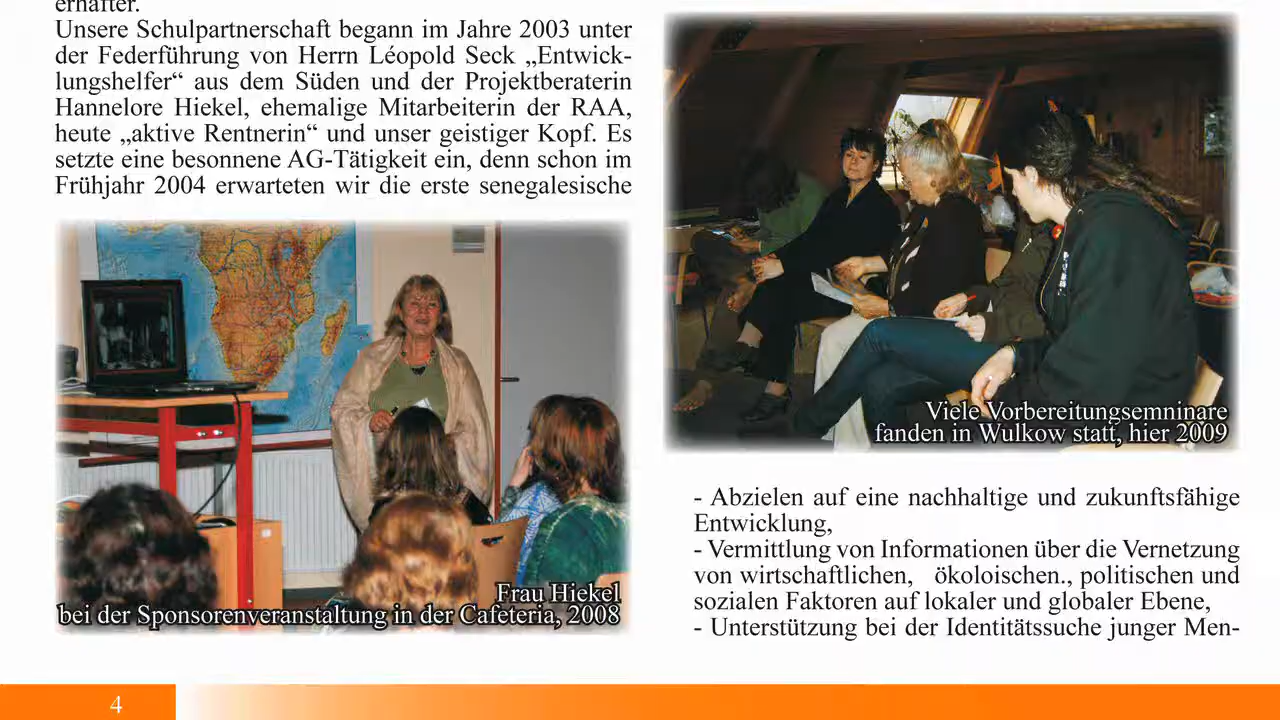 erhafter.
Unsere Schulpartnerschaft begann im Jahre 2003 unter
der Federführung von Herrn Léopold Seck „Entwick-
lungshelfer“ aus dem Süden und der Projektberaterin
Hannelore Hiekel, ehemalige Mitarbeiterin der RAA,
heute „aktive Rentnerin“ und unser geistiger Kopf. Es
setzte eine besonnene AG-Tätigkeit ein, denn schon im
Frühjahr 2004 erwarteten wir die erste senegalesische
Frau Hiekel
bei der Sponsorenveranstaltung in der Cafeteria, 2008
Viele Vorbereitungsemninare
fanden in Wulkow statt, hier 2009
- Abzielen auf eine nachhaltige und zukunftsfähige
Entwicklung,
- Vermittlung von Informationen über die Vernetzung
von wirtschaftlichen, ökoloischen., politischen und
sozialen Faktoren auf lokaler und globaler Ebene,
- Unterstützung bei der Identitätssuche junger Men-
4